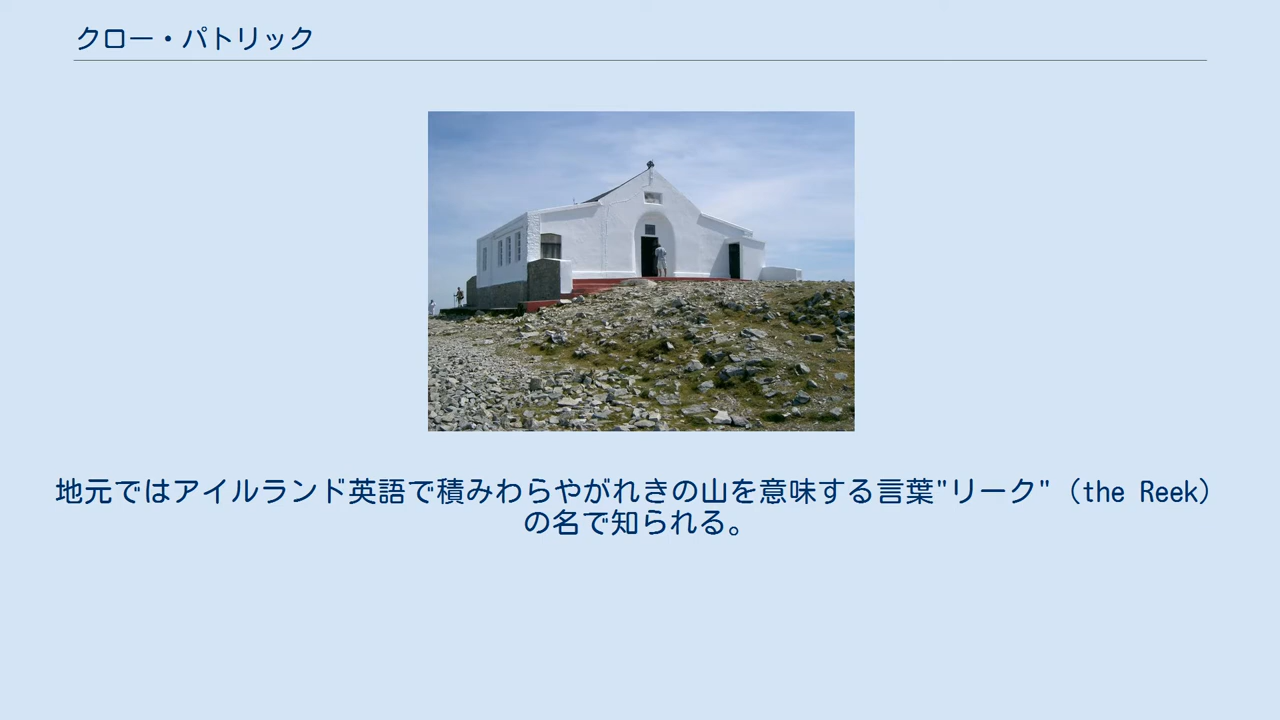 クロー・パトリック
地元ではアイルランド英語で積みわらやがれきの山を意味する言葉"リーク"（the Reek）
の名で知られる。